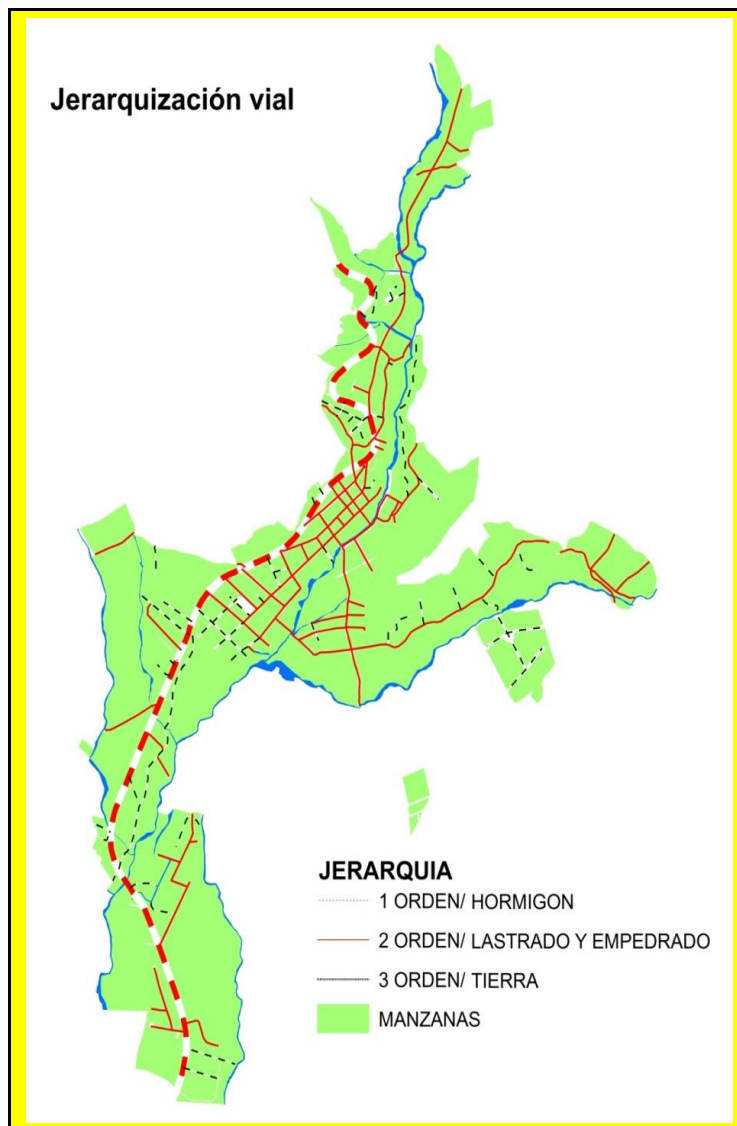 Jerarquización vial
JERARQUIA
1 ORDEN/ HORMIGON
2 ORDEN/ LASTRADO Y EMPEDRADO
3 ORDEN/ TIERRA
MANZANAS